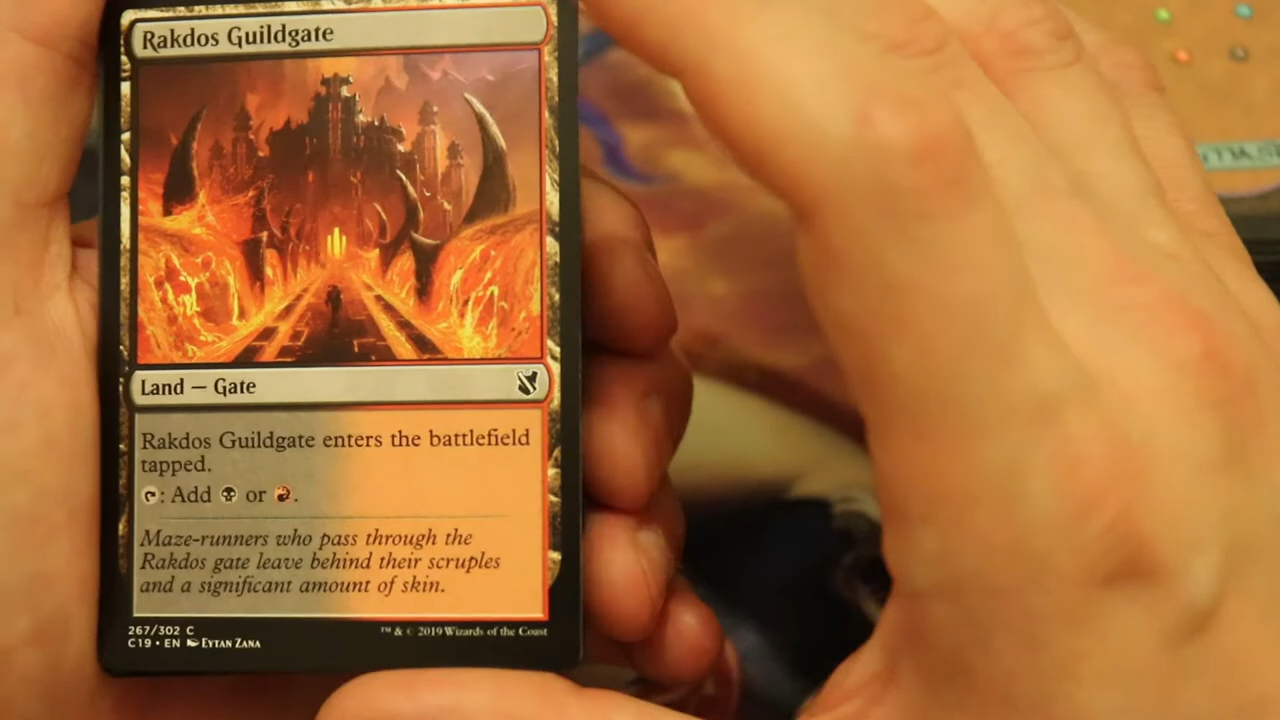 Rakdos Guildgate
Land — Gate
Rakdos Guildgate enters the battlefield
tapped.
: Add or .
Maze-runners who pass through the
Rakdos gate leave behind their scruples
and a significant amount of skin.
267/302 C
™ & © 2019 Wizards of the Coast
C19 • EN Eytan Zana